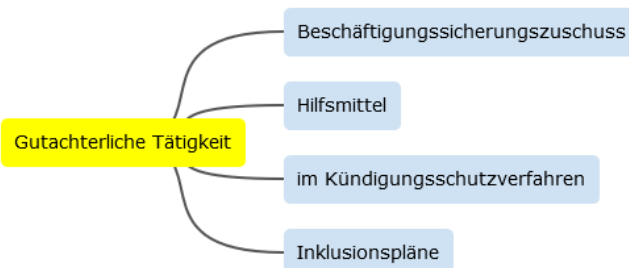 Beschäftigungssicherungszuschuss
Hilfsmittel
Gutachterliche Tätigkeit
im Kündigungsschutzverfahren
Inklusionspläne